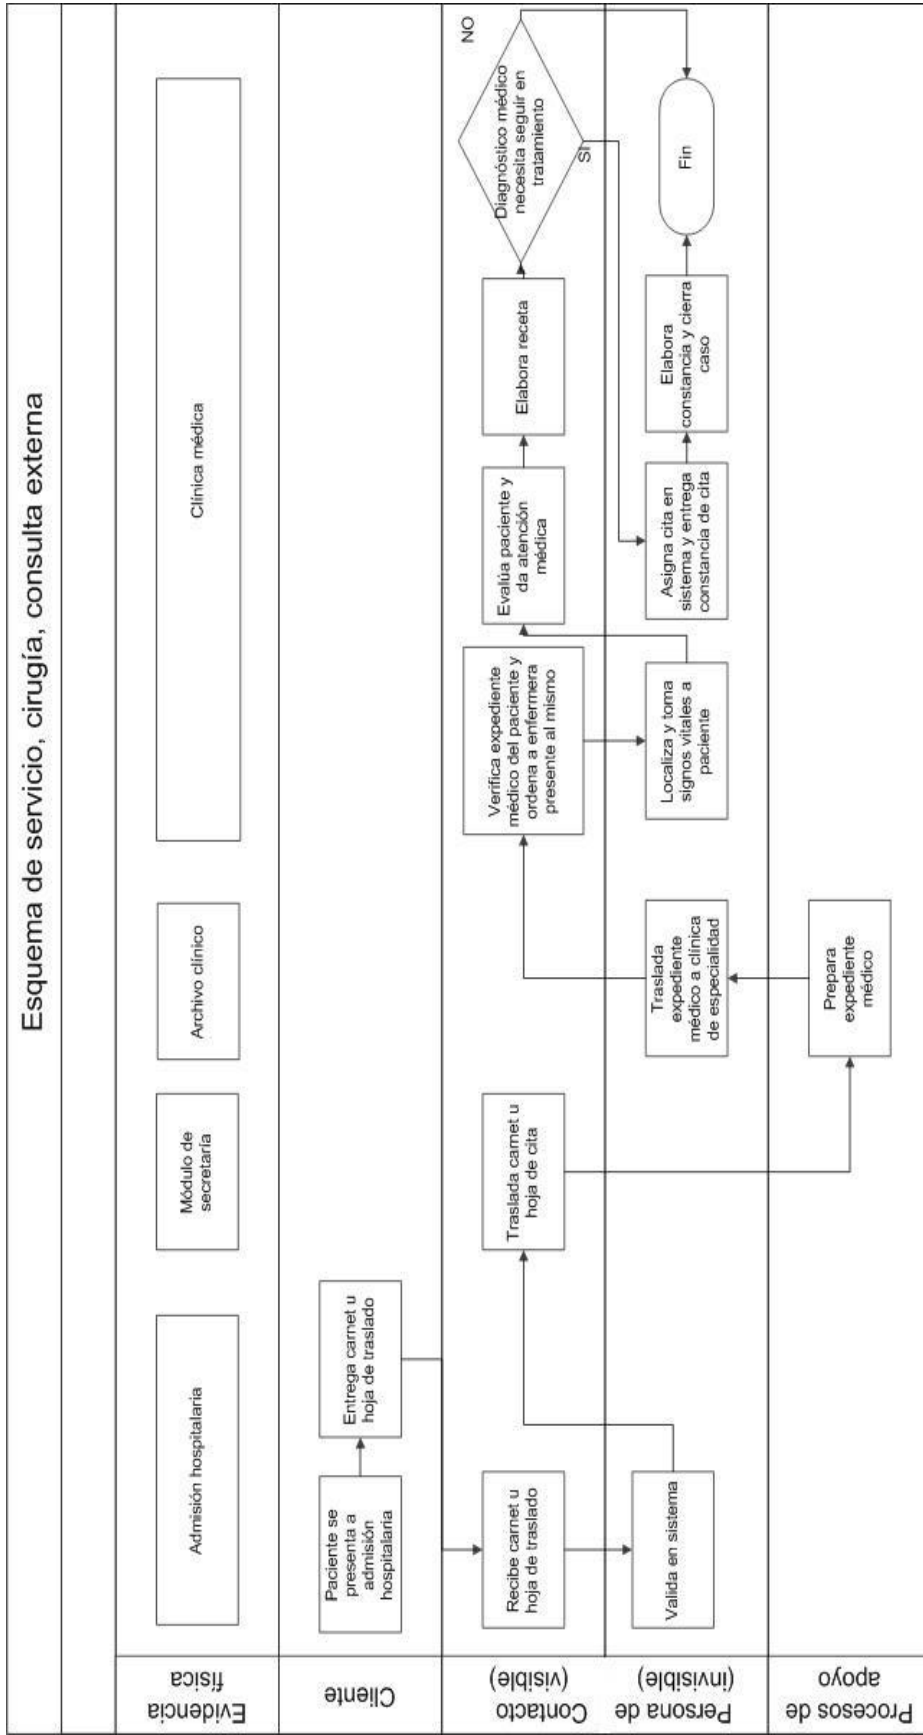 Esquema de servicio, cirugía, consulta externa
Evidencia
física
Admisión hospitalaria
Módulo de
secretaría
Archivo clínico
Clínica médica
Cliente
Paciente se
presenta a
admisión
hospitalaria
Entrega carnet u
hoja de traslado
Contacto
(visible)
Recibe carnet u
hoja de traslado
Traslada carnet u
hoja de cita
Verifica expediente
médico del paciente y
ordena a enfermera
presente al mismo
Evalúa paciente y
da atención
médica
Elabora receta
Diagnóstico médico
necesita seguir en
tratamiento
NO
SI
Persona de
(invisible)
Valida en sistema
Traslada
expediente
médico a clínica
de especialidad
Localiza y toma
signos vitales a
paciente
Asigna cita en
sistema y entrega
constancia de cita
Elabora
constancia y cierra
caso
Fin
Procesos de
apoyo
Prepara
expediente
médico